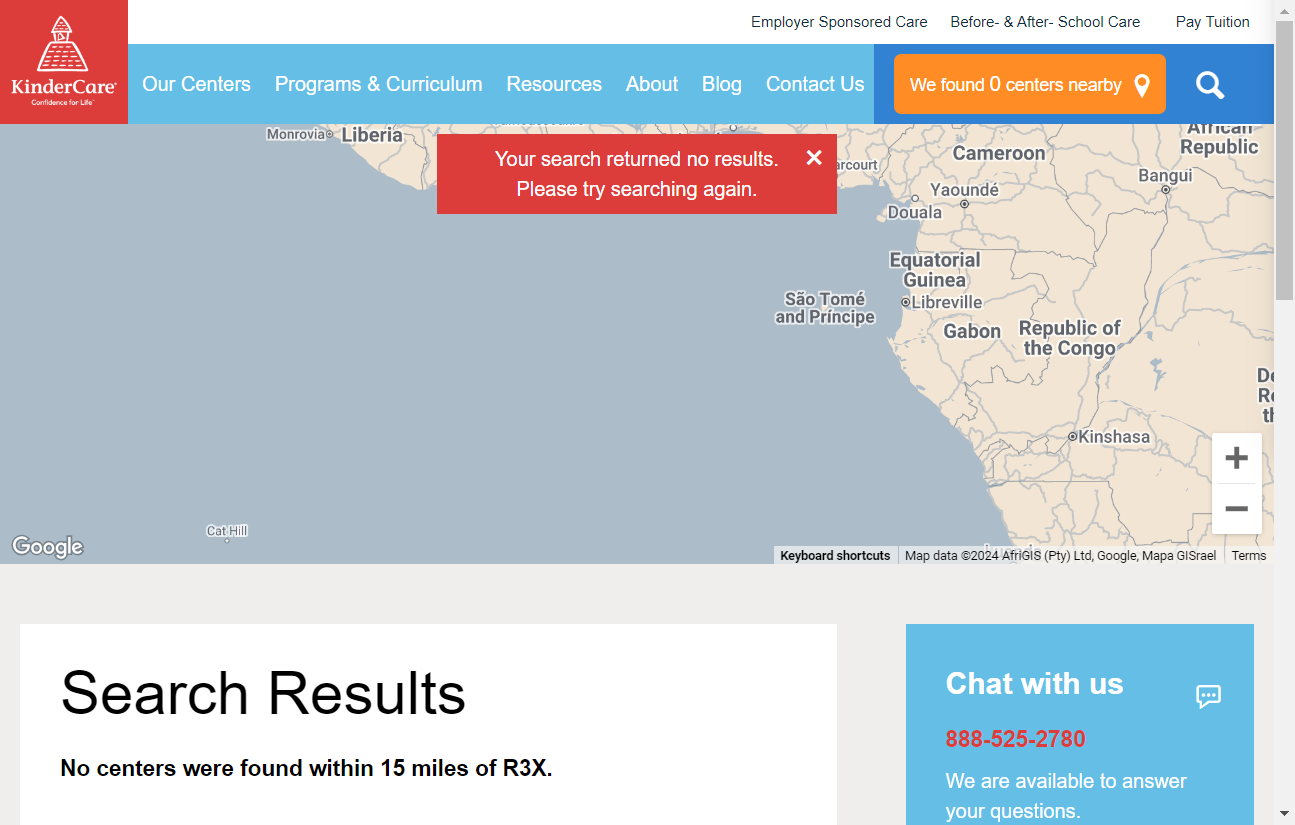 Employer Sponsored Care
Before- & After- School Care
Pay Tuition
KinderCare
Confidence for Life
Our Centers
Programs & Curriculum
Resources
About
Blog
Contact Us
We found 0 centers nearby
Monrovia
Liberia
Your search returned no results.
Please try searching again.
arcourt
Cameroon
African
Republic
Bangui
Yaoundé
Douala
Equatorial
Guinea
Libreville
São Tomé
and Príncipe
Gabon
Republic of
the Congo
Kinshasa
Cat Hill
Google
Keyboard shortcuts
Map data ©2024 AfriGIS (Pty) Ltd, Google, Mapa GISrael
Terms
Search Results
No centers were found within 15 miles of R3X.
Chat with us
888-525-2780
We are available to answer
your questions.